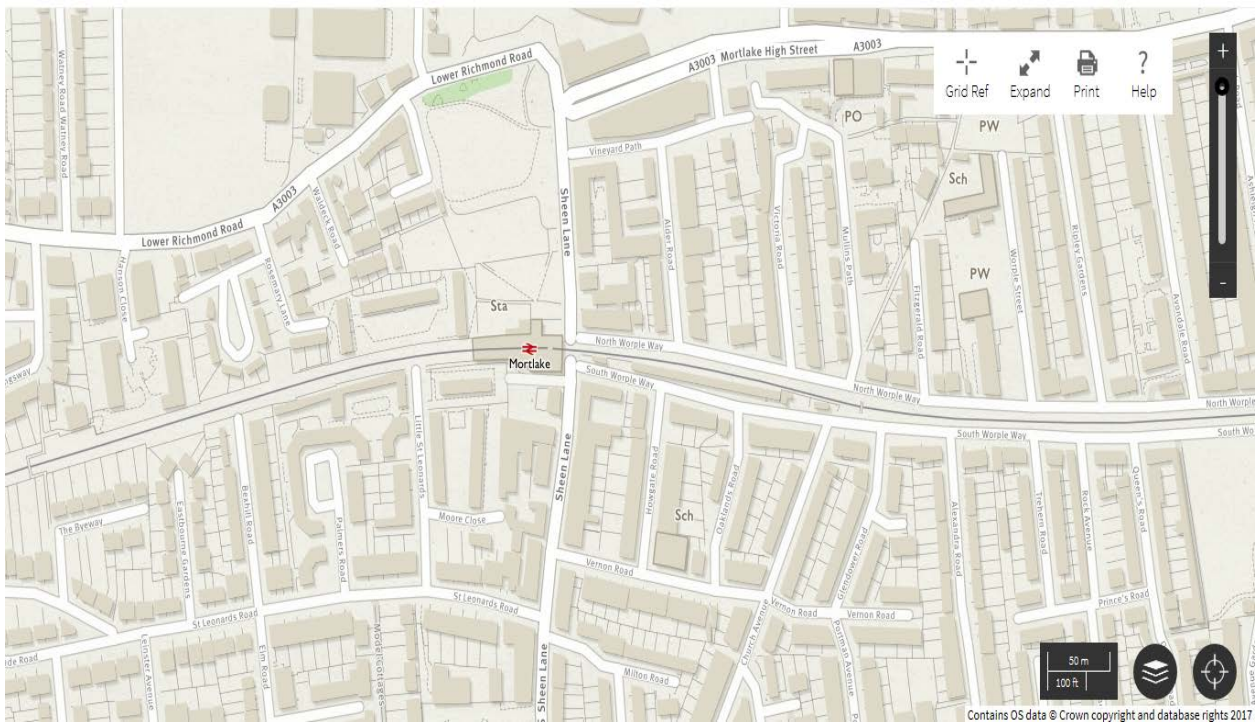 Lower Richmond Road
A3003 Mortlake High Street
A3003
Grid Ref
Expand
Print
Help
+
-
Watney Road
Watney Road
PO
PW
Sch
Vineyard Path
Waldeck Road
A3003
Lower Richmond Road
Sheen Lane
Alder Road
Victoria Road
Mullins Path
Fitzgerald Road
PW
Worple Street
Ripley Gardens
Avondale Road
Hanson Close
Rosemary Lane
Sta
Mortlake
North Worple Way
South Worple Way
North Worple Way
North Worple
South Worple Way
South Wo
Little St Leonards
Sheen Lane
Howgate Road
Oaklands Road
Sch
The Byeway
Eastbourne Gardens
Bexhill Road
Palmers Road
Moore Close
Glendower Road
Alexandra Road
Trehern Road
Rock Avenue
Queen's Road
Vernon Road
Vernon Road
Vernon Road
Prince's Road
St Leonards Road
St Leonards Road
Church Avenue
Portman Avenue
Leinster Avenue
Elm Road
Model Cottages
Sheen Lane
Milton Road
50 m
100 ft
Contains OS data © Crown copyright and database rights 2017